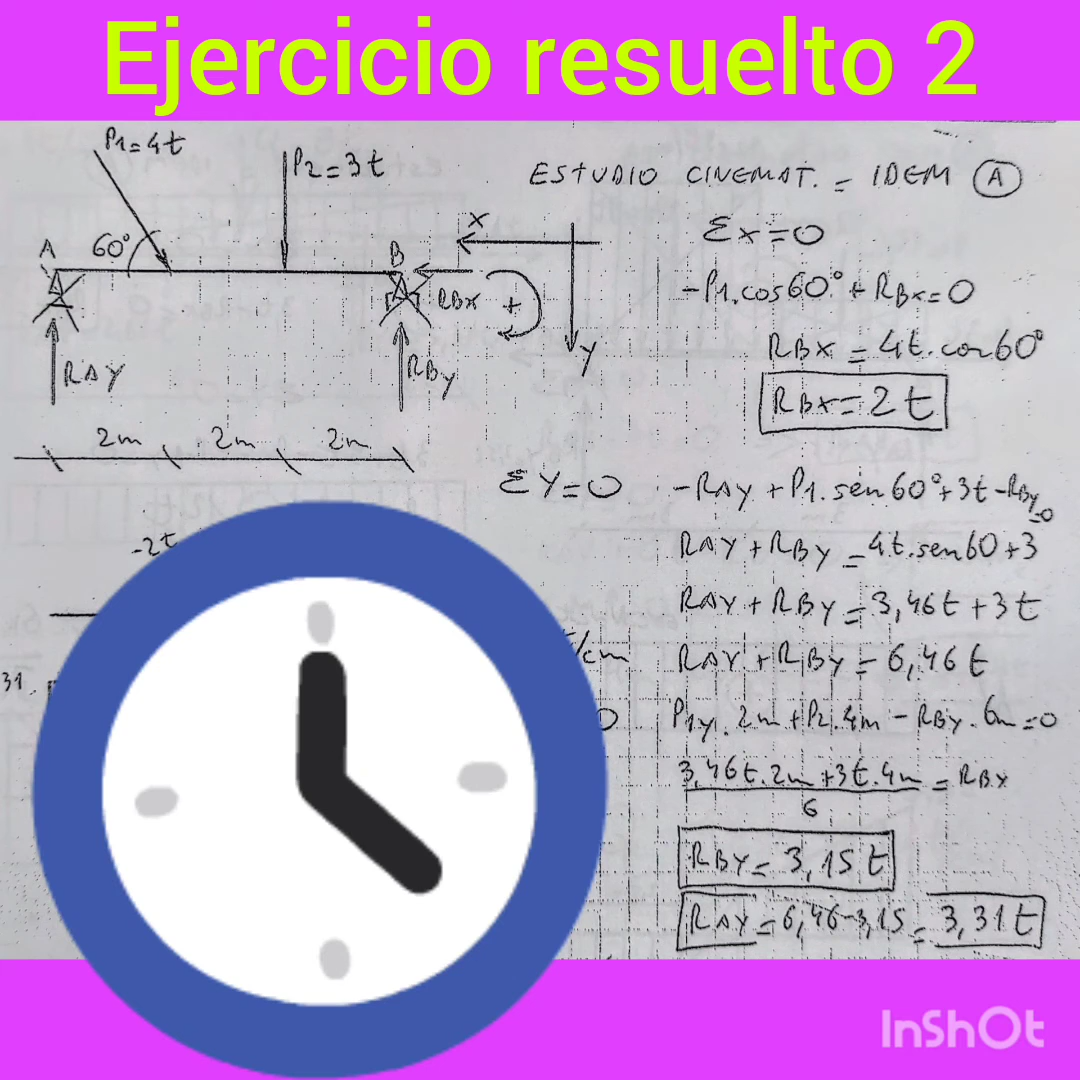 Ejercicio resuelto 2
P1=4t
P2=3t
ESTUDIO CINEMAT. = IDEM A
A
60°
B
X
RBX
+
Y
RAY
RBY
2m 2m 2m
ΣX=0
-P1.cos60°+RBx=0
RBX=4t.cos60°
RBX=2t
ΣY=0 -RAY+P1.sen60°+3t-RBY=0
RAY+RBY=4t.sen60+3
RAY+RBY=3,46t+3t
RAY+RBY=6,46t
P1y.2m+P2.4m-RBy.6m=0
3,46t.2m+3t.4m = RBY
6
RBY=3,15t
RAY=6,46-3,15=3,31t
-2t
/cm
31
InShOt